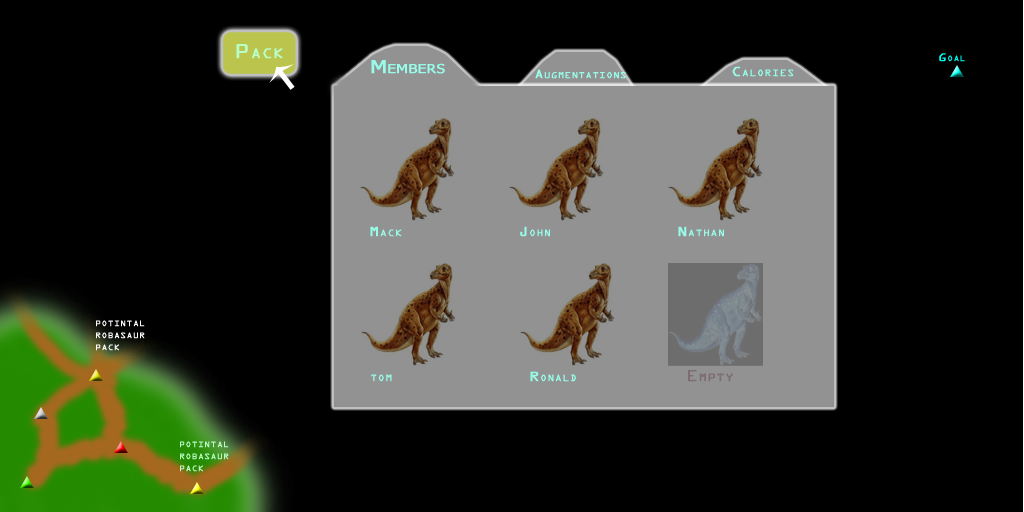 Pack
Members
Augmentations
Calories
Goal
Mack
John
Nathan
tom
Ronald
Empty
potintal
robasaur
pack
potintal
robasaur
pack